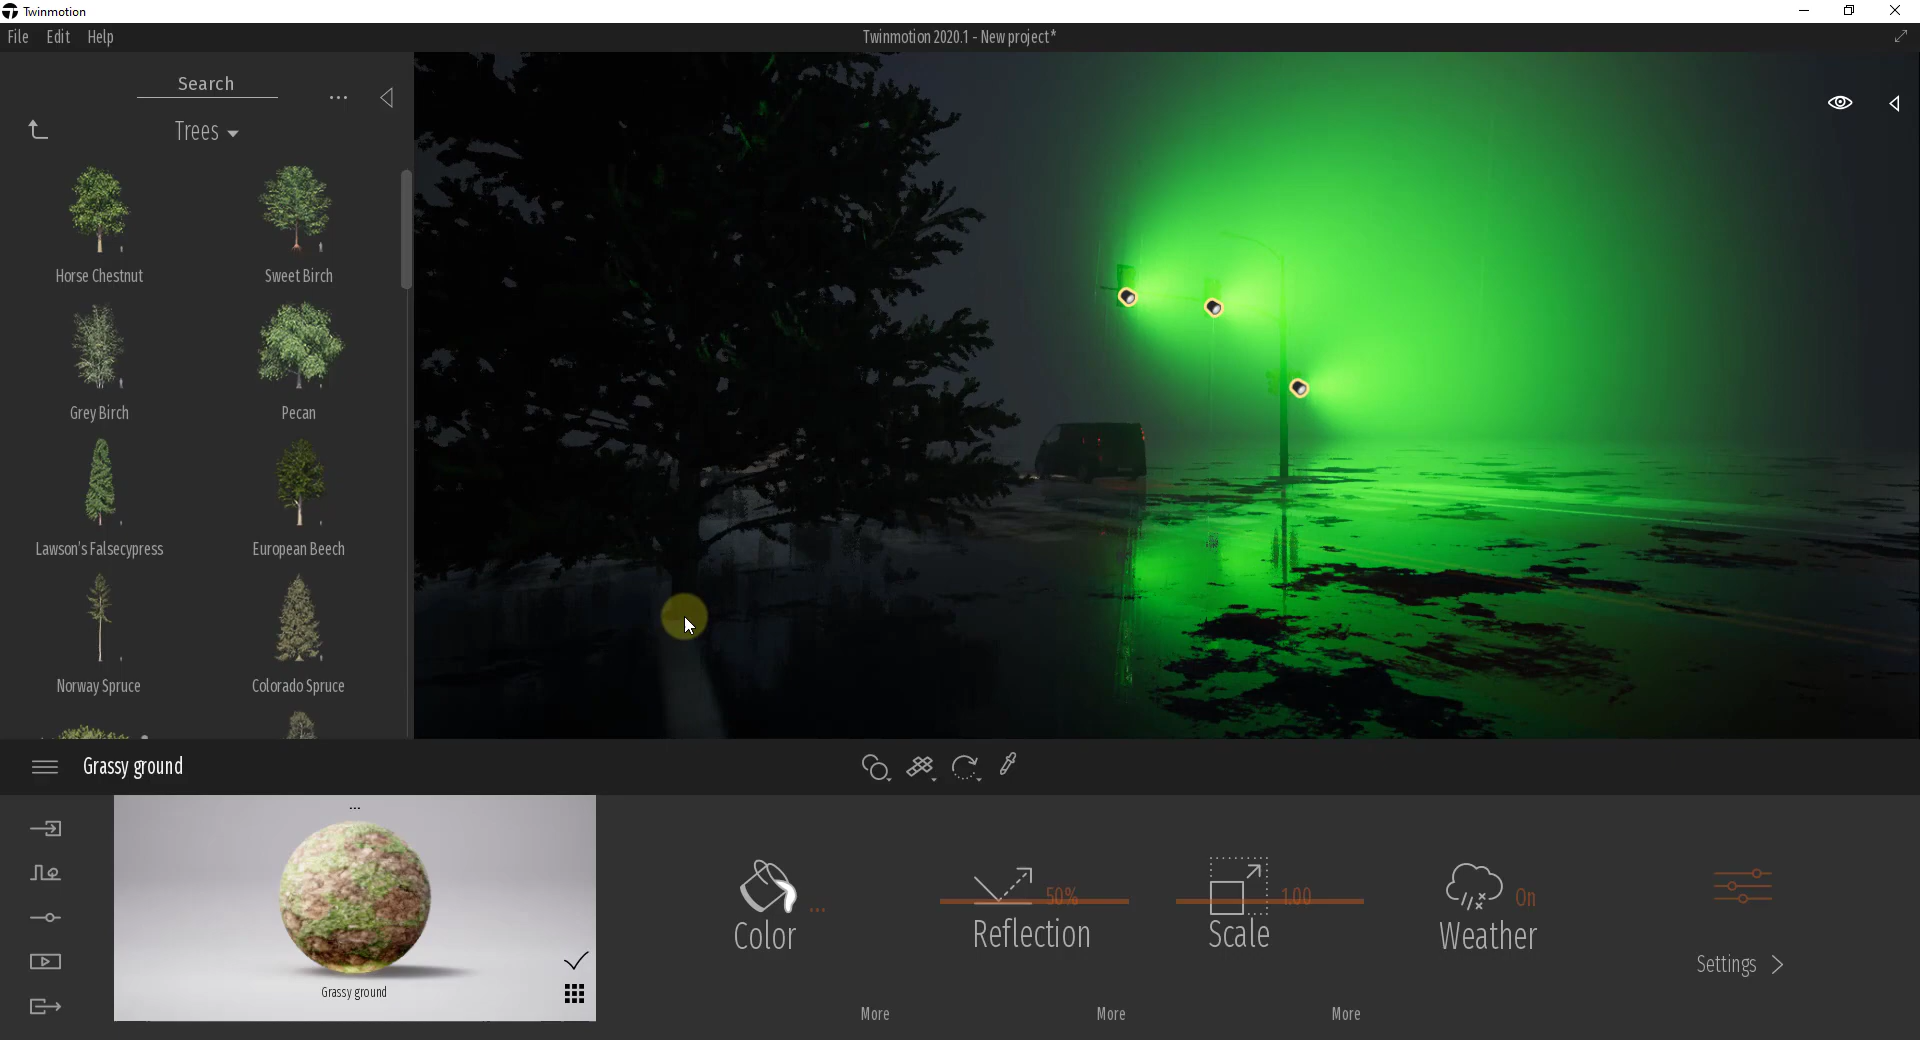 Twinmotion
File Edit Help
Twinmotion 2020.1 - New project*
Search
...
Trees
Horse Chestnut
Sweet Birch
Grey Birch
Pecan
Lawson's Falsecypress
European Beech
Norway Spruce
Colorado Spruce
Grassy ground
...
Grassy ground
Color ...
More
50%
Reflection
More
1.00
Scale
More
On
Weather
Settings